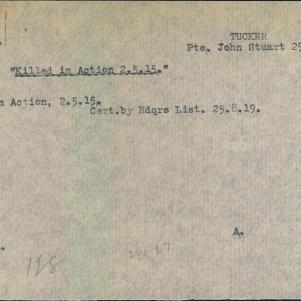 TUCKER
Pte. John Stuart 29
"Killed in Action 2.5.15."
n Action, 2.5.15.
Cert.by Hdqrs List. 25.8.19.
A.
128